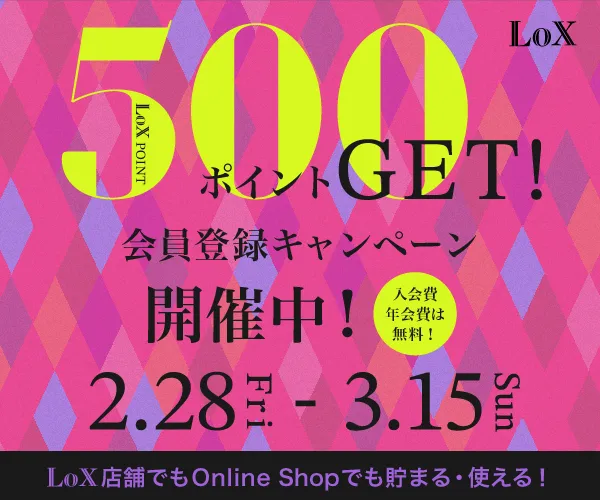 LoX
500
LoX POINT
ポイントGET!
会員登録キャンペーン
開催中!
入会費
年会費は
無料!
2.28 Fri - 3.15 Sun
LoX店舗でもOnline Shopでも貯まる・使える!